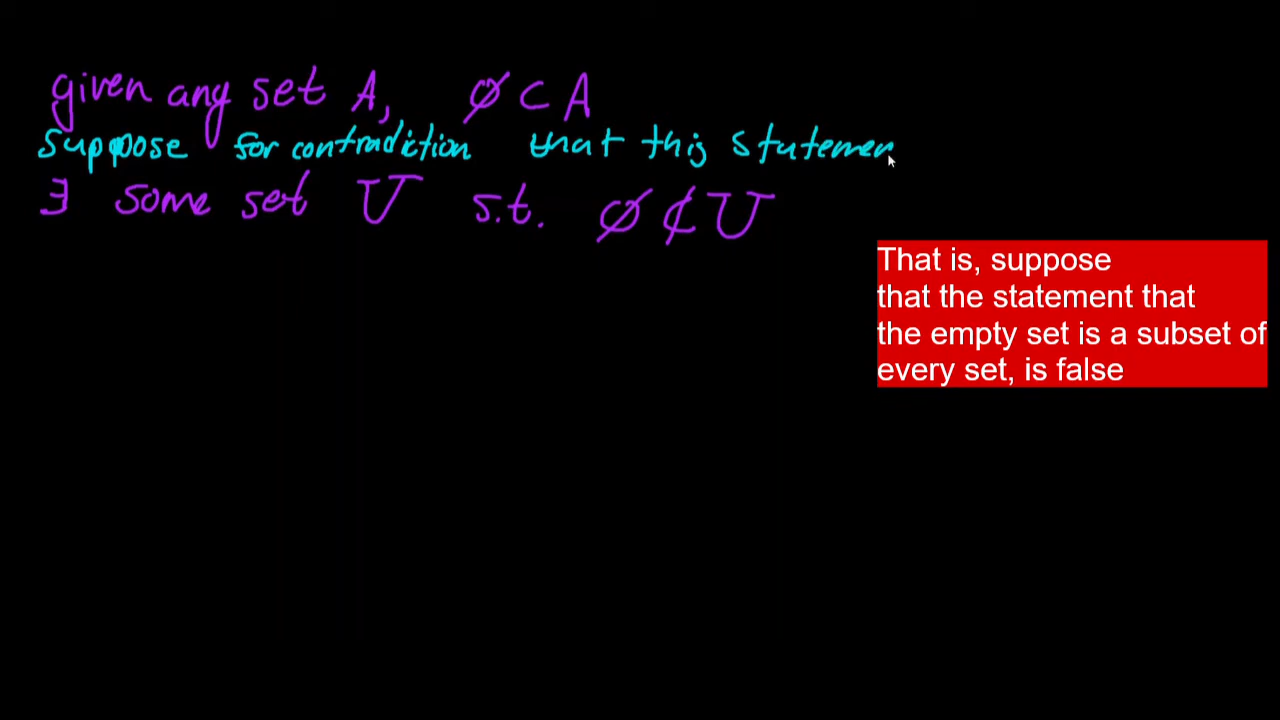 given any set A, ∅ ⊂ A
suppose for contradiction that this statemen
∃ some set U s.t. ∅ ⊄ U
That is, suppose
that the statement that
the empty set is a subset of
every set, is false